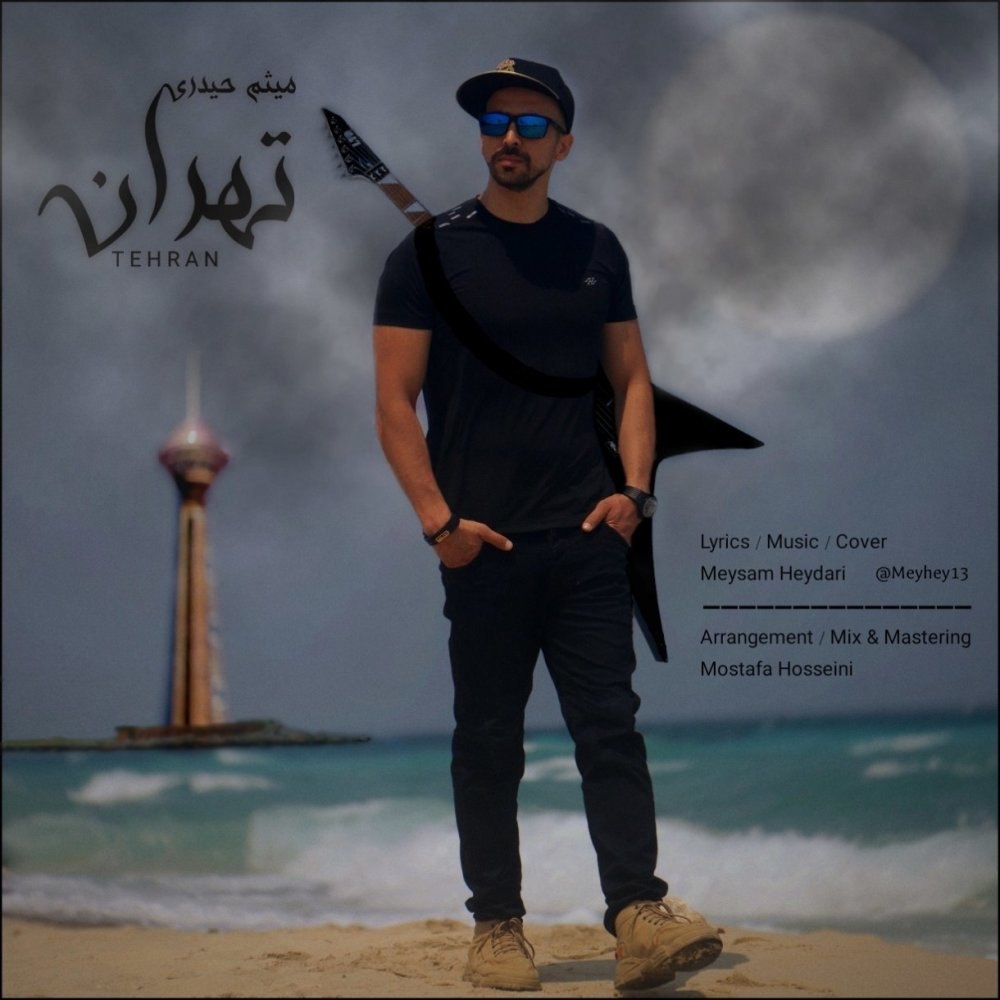 میثم حیدری
تهران
TEHRAN
Lyrics / Music / Cover
Meysam Heydari @Meyhey13
Arrangement / Mix & Mastering
Mostafa Hosseini